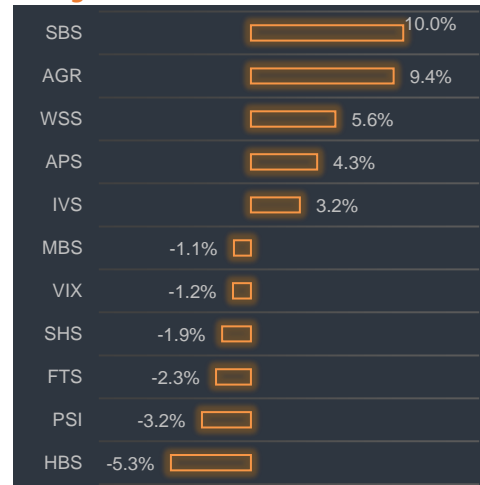 SBS 10.0%
AGR 9.4%
WSS 5.6%
APS 4.3%
IVS 3.2%
MBS -1.1%
VIX -1.2%
SHS -1.9%
FTS -2.3%
PSI -3.2%
HBS -5.3%